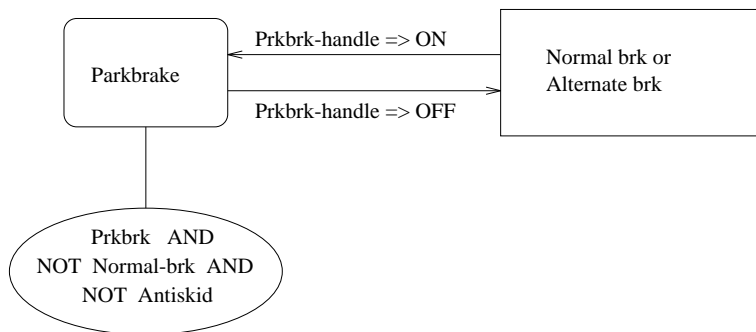 Prkbrk-handle => ON
Parkbrake
Normal brk or
Alternate brk
Prkbrk-handle => OFF
Prkbrk AND
NOT Normal-brk AND
NOT Antiskid